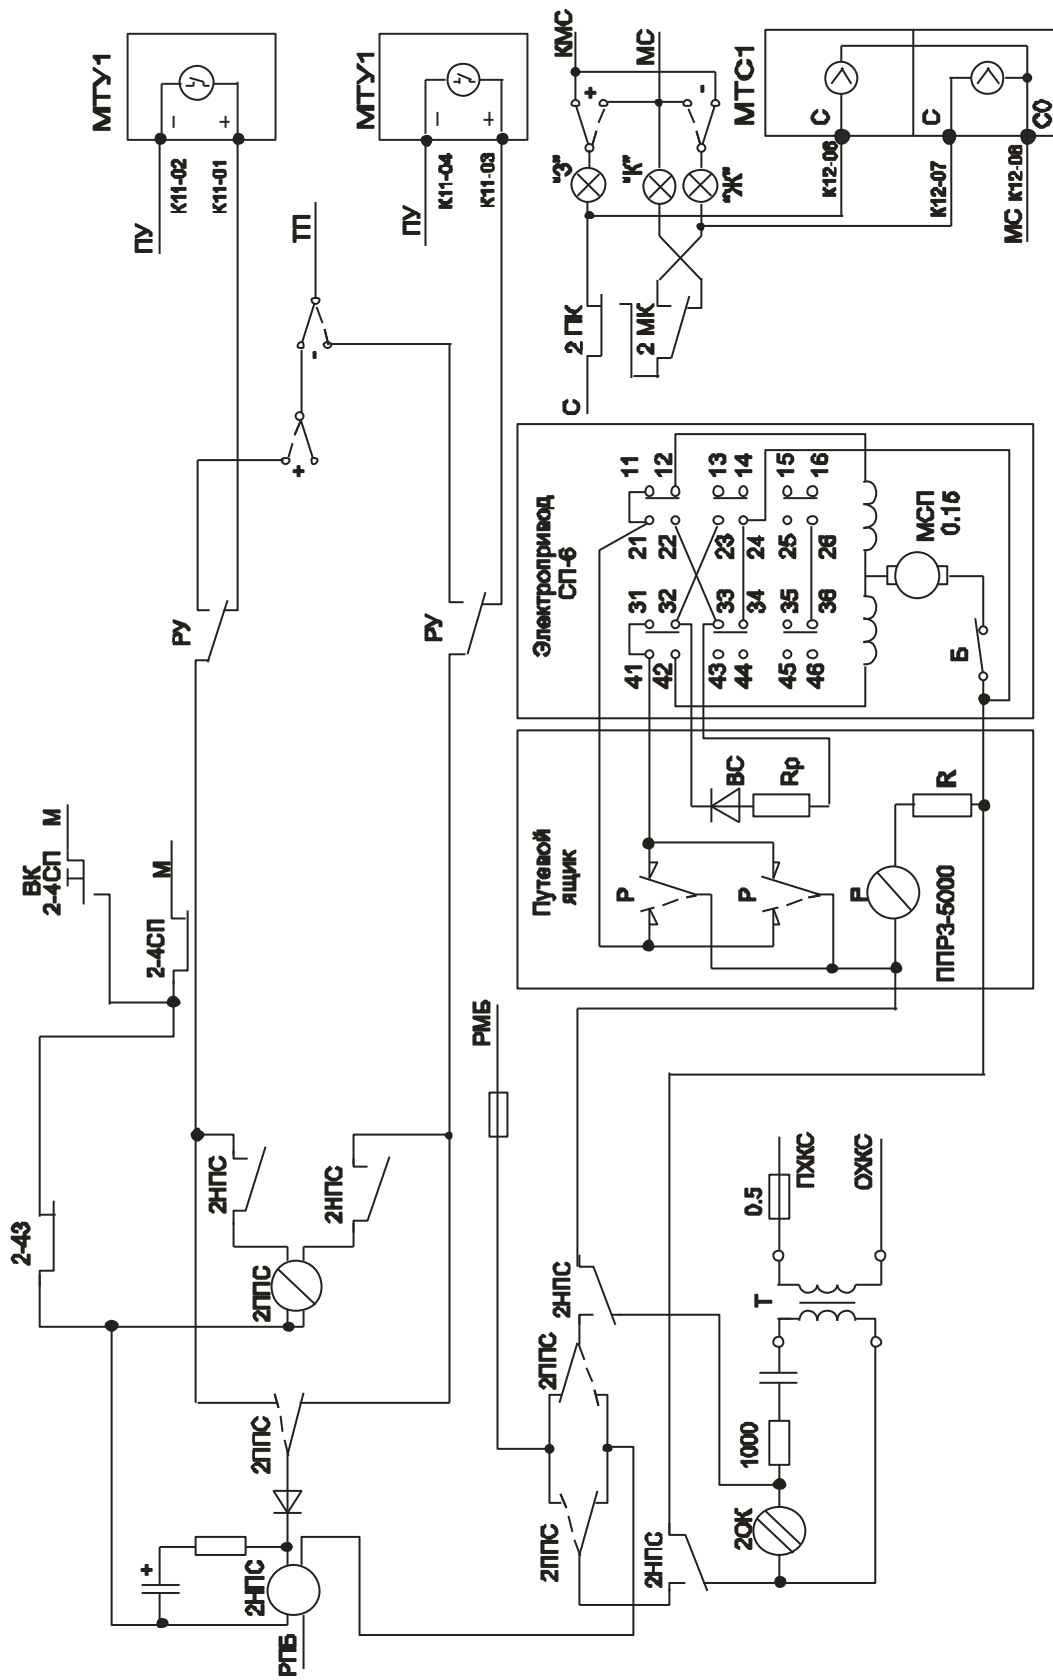 МТУ1
−
+
К11-02
К11-01
ПУ
МТУ1
−
+
К11-04
К11-03
ПУ
ТП
+
-
КМС
МС
+
-
"З"
"К"
"Ж"
МТС1
С
С
С0
К12-06
К12-07
К12-08
МС
2 ПК
С
2 МК
РУ
РУ
ВК
2-4СП
М
2-4СП
М
2-43
2НПС
2НПС
2ППС
2ППС
+
2НПС
РПБ
РМБ
Электропривод
СП-6
11
12
13
14
15
16
21
22
23
24
25
26
31
32
33
34
35
36
41
42
43
44
45
46
МСП
0.15
Б
Путевой
ящик
Р
Р
Р
ВС
Rр
R
ППР3-5000
2НПС
2ППС
2ППС
2НПС
2ОК
1000
Т
0.5
ПХКС
ОХКС